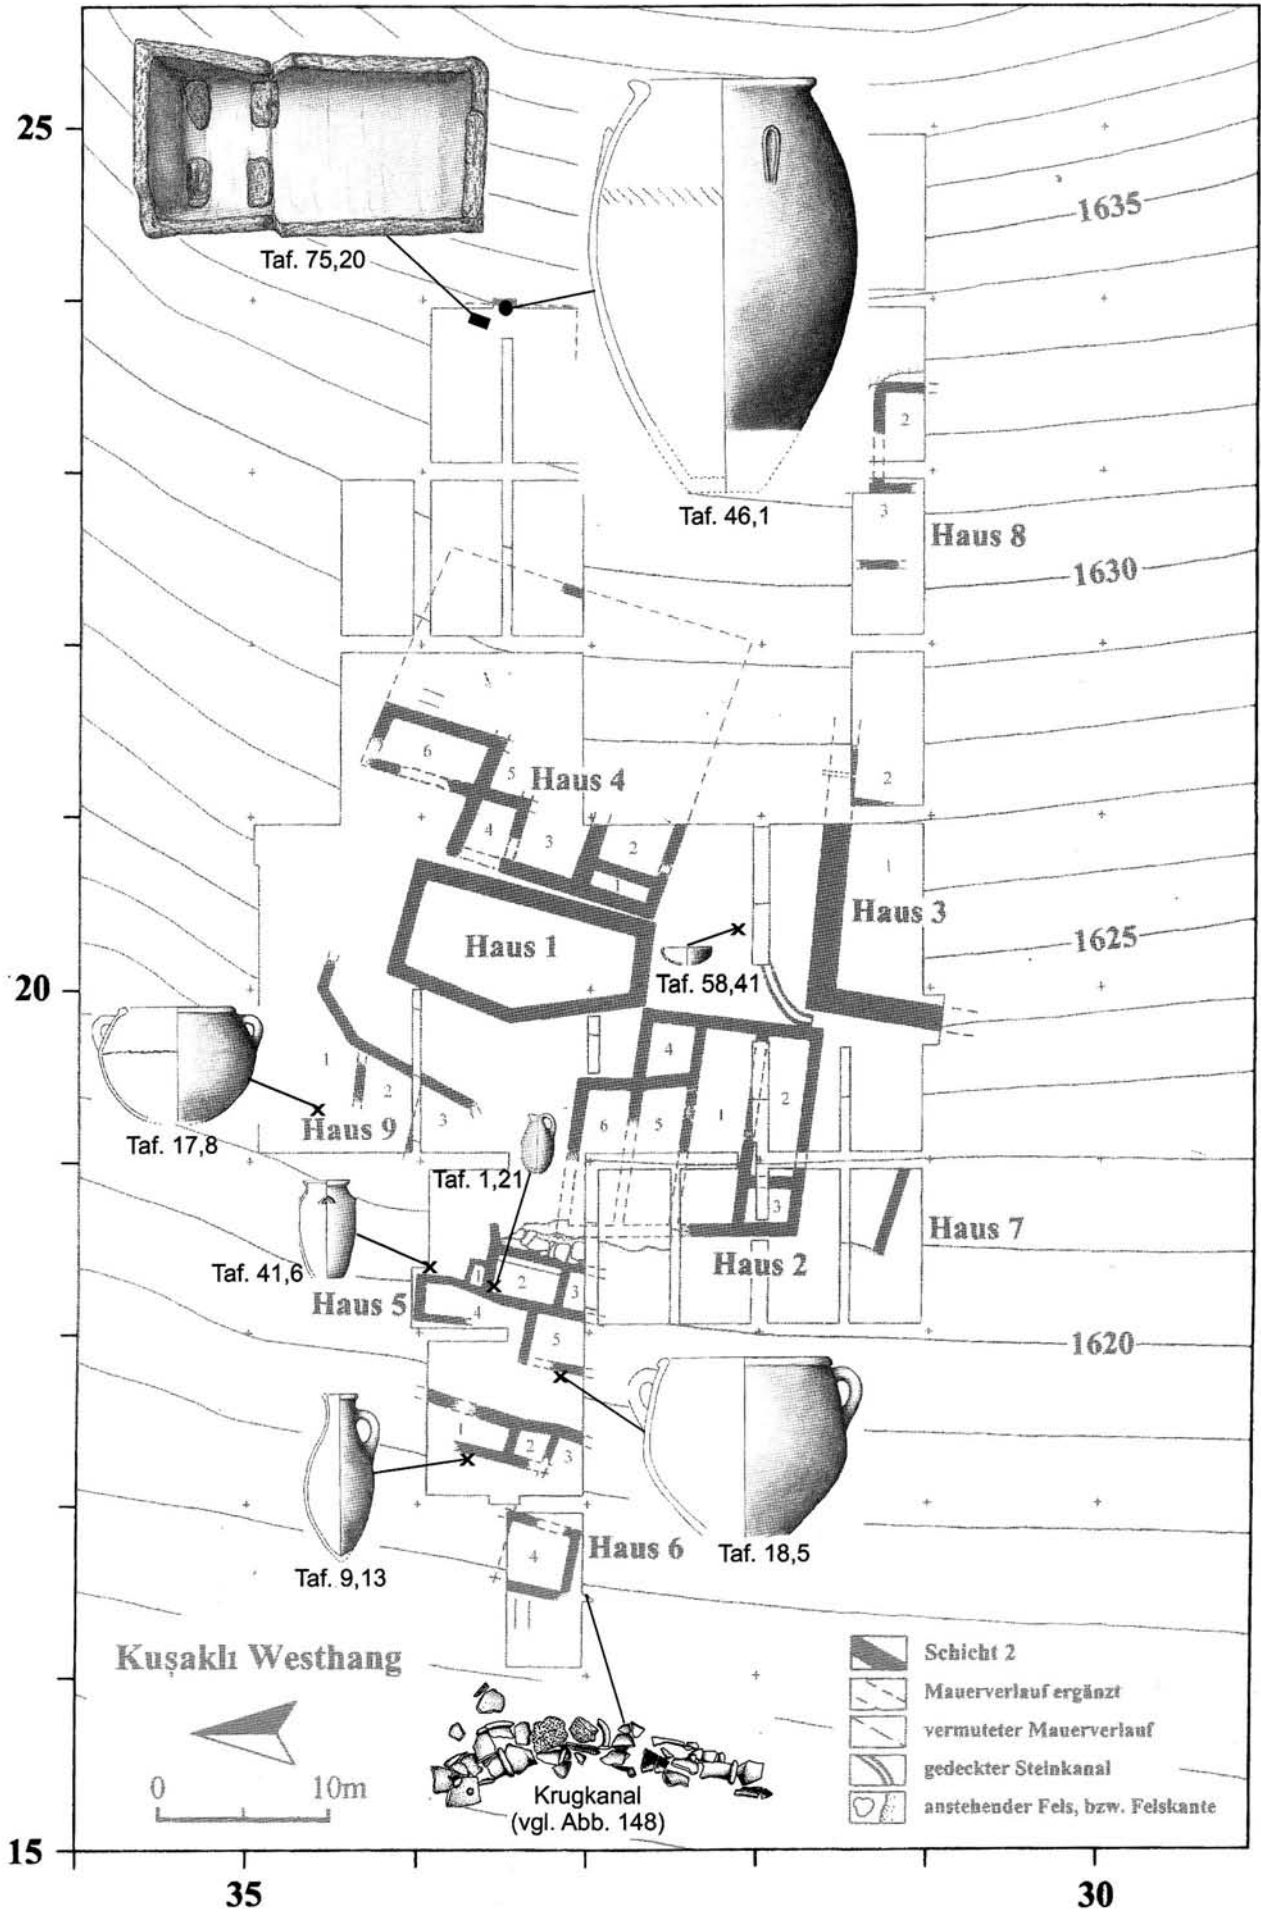 25
Taf. 75,20
1635
2
Taf. 46,1
3
Haus 8
1630
6
5
Haus 4
2
4
3
2
1
1
Haus 3
Haus 1
1625
20
Taf. 58,41
4
1
2
2
1
6
5
3
Haus 9
Taf. 17,8
Taf. 1,21
3
Haus 7
Haus 2
Taf. 41,6
1
2
3
Haus 5
4
5
1620
1
2
3
Haus 6
Taf. 18,5
4
Taf. 9,13
Kuşaklı Westhang
Schicht 2
Mauerverlauf ergänzt
vermuteter Mauerverlauf
gedeckter Steinkanal
anstehender Fels, bzw. Felskante
0
10m
Krugkanal
(vgl. Abb. 148)
15
35
30